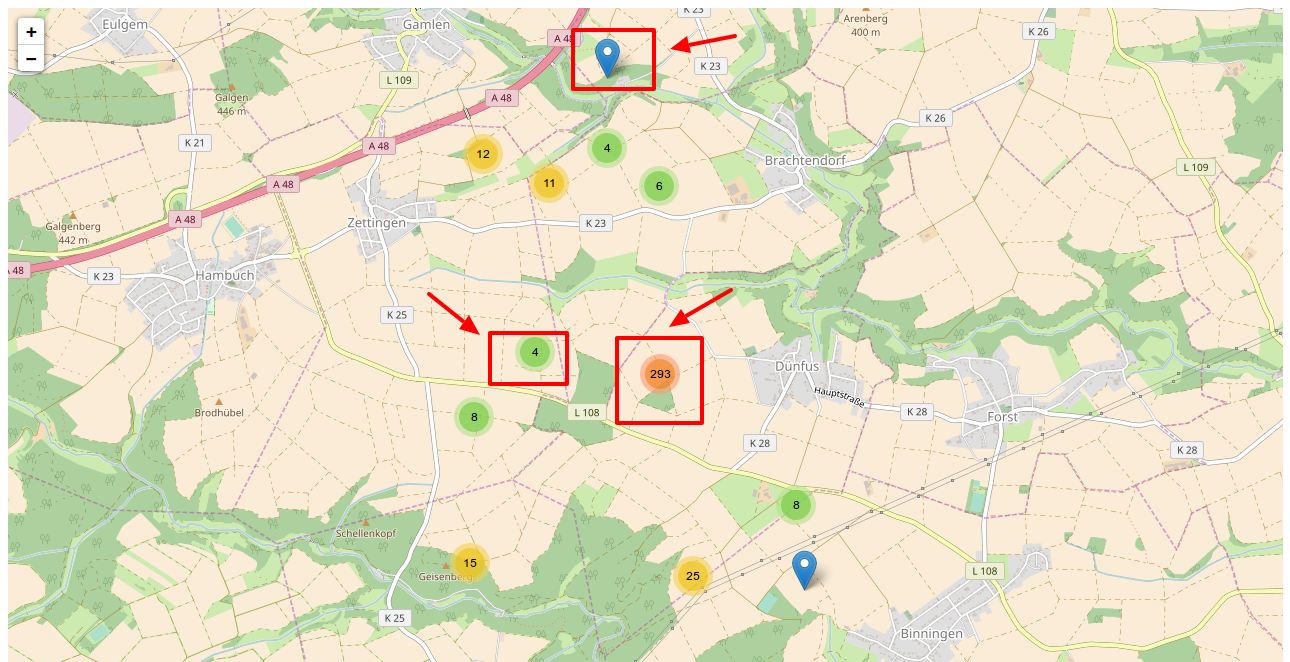 +
−
Eulgem
Gamlen
K 23
Arenberg
400 m
A 48
K 26
K 23
L 109
Galgen
446 m
A 48
K 26
K 21
A 48
12
4
Brachtendorf
L 109
11
6
A 48
A 48
Zettingen
K 23
Galgenberg
442 m
48
K 23
Hambuch
K 25
4
293
Dünfus
Hauptstraße
Brodhübel
8
L 108
K 28
Forst
K 28
K 28
8
Schellenkopf
15
Geisenberg
25
L 108
K 25
Binningen